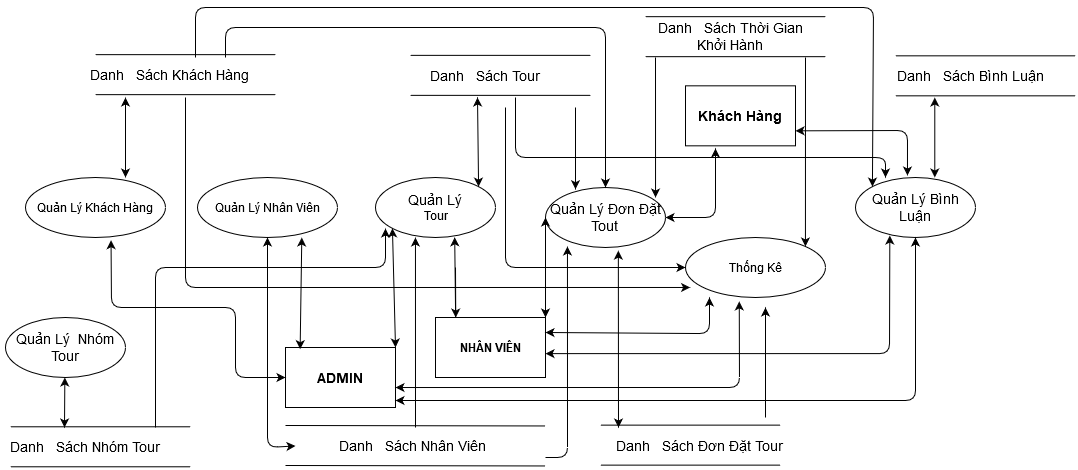 Danh Sách Thời Gian
Khởi Hành
Danh Sách Khách Hàng
Danh Sách Tour
Danh Sách Bình Luận
Khách Hàng
Quản Lý Khách Hàng
Quản Lý Nhân Viên
Quản Lý
Tour
Quản Lý Đơn Đặt
Tout
Quản Lý Bình
Luận
Thống Kê
Quản Lý Nhóm
Tour
NHÂN VIÊN
ADMIN
Danh Sách Nhóm Tour
Danh Sách Nhân Viên
Danh Sách Đơn Đặt Tour